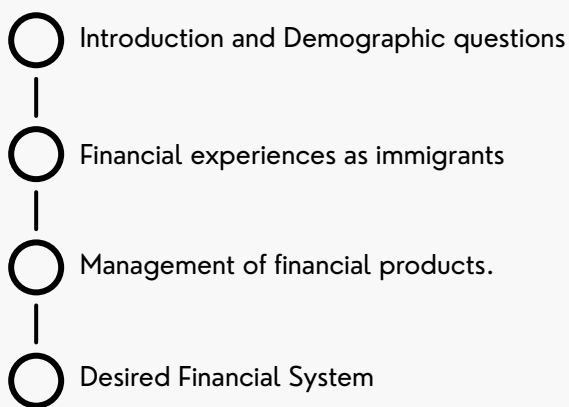 Introduction and Demographic questions
Financial experiences as immigrants
Management of financial products.
Desired Financial System